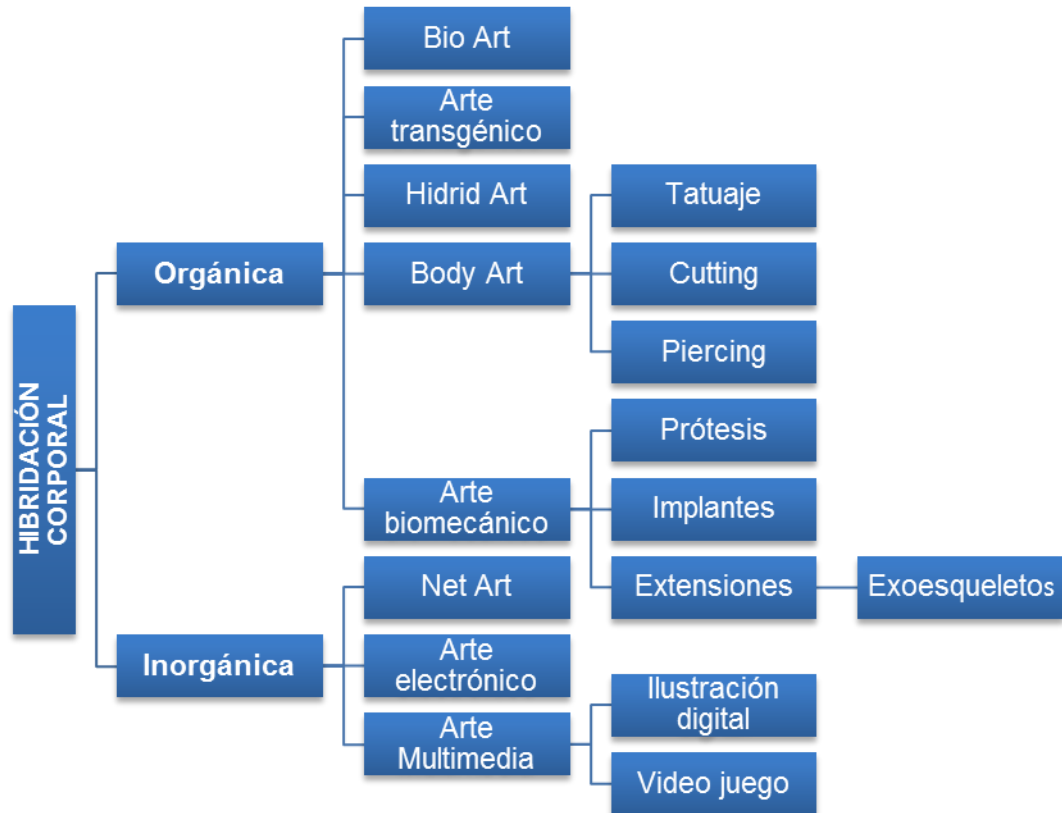 HIBRIDACIÓN
CORPORAL
Orgánica
Bio Art
Arte
transgénico
Hidrid Art
Body Art
Tatuaje
Cutting
Piercing
Arte
biomecánico
Prótesis
Implantes
Extensiones
Exoesqueletos
Inorgánica
Net Art
Arte
electrónico
Arte
Multimedia
Ilustración
digital
Video juego